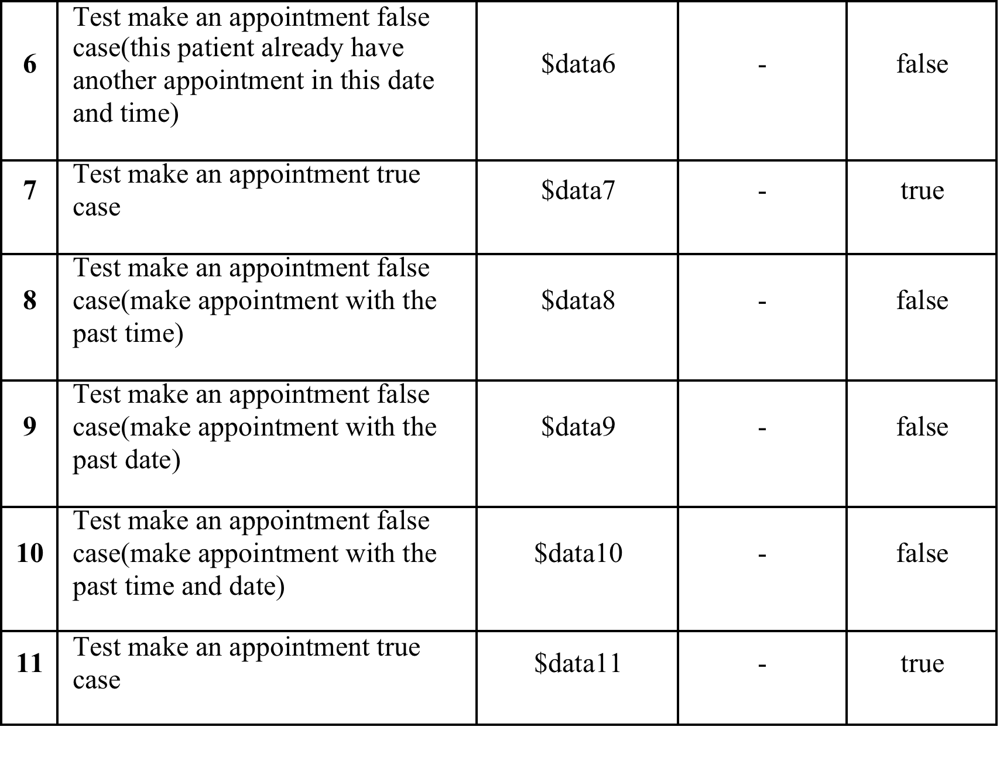 6 Test make an appointment false case(this patient already have another appointment in this date and time) $data6 - false
7 Test make an appointment true case $data7 - true
8 Test make an appointment false case(make appointment with the past time) $data8 - false
9 Test make an appointment false case(make appointment with the past date) $data9 - false
10 Test make an appointment false case(make appointment with the past time and date) $data10 - false
11 Test make an appointment true case $data11 - true